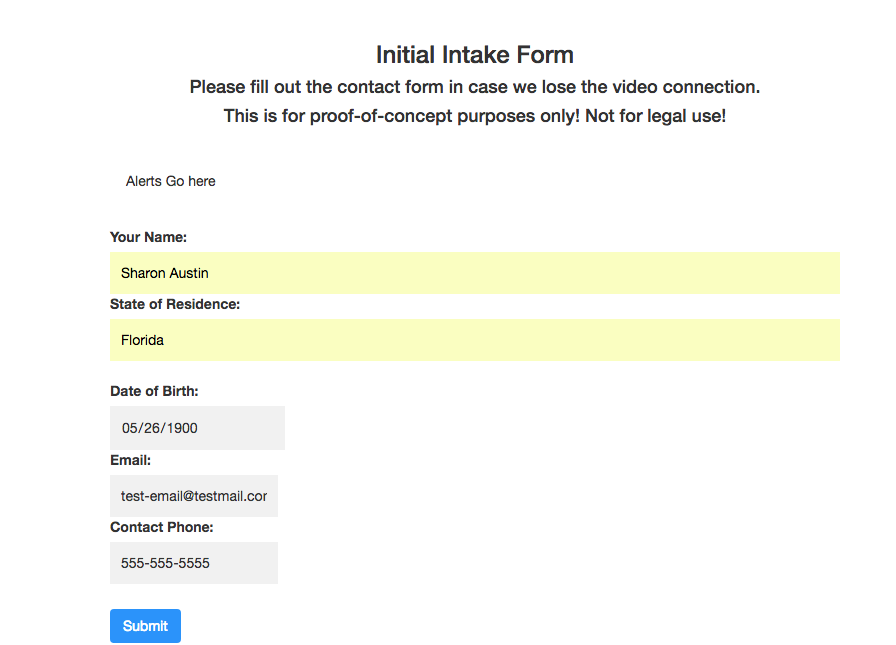 Initial Intake Form
Please fill out the contact form in case we lose the video connection.
This is for proof-of-concept purposes only! Not for legal use!
Alerts Go here
Your Name:
Sharon Austin
State of Residence:
Florida
Date of Birth:
05/26/1900
Email:
test-email@testmail.cor
Contact Phone:
555-555-5555
Submit